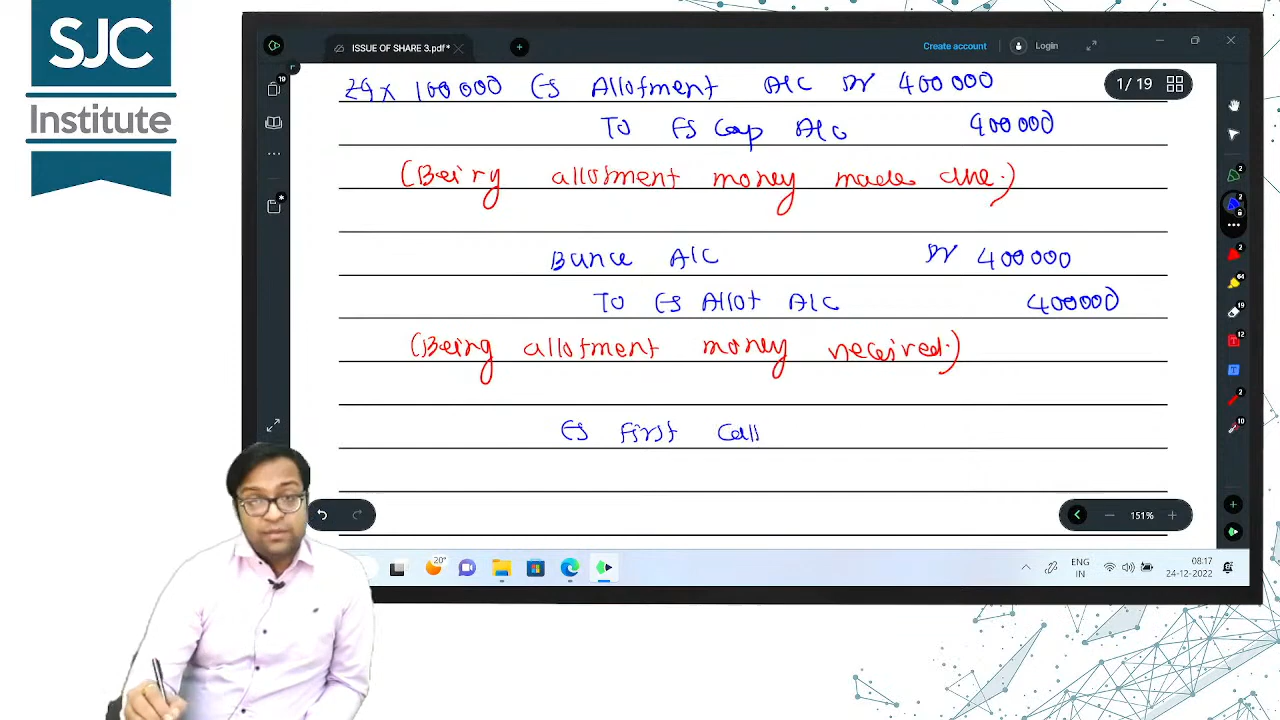 SJC
Institute
ISSUE OF SHARE 3.pdf*
Create account
Login
1/19
x 100000 Es Allotment A/C Dr 400000
To Es Cap A/C 400000
(Being allotment money made due.)
A/C Dr 400000
To Es Allot A/C 400000
(Being allotment money received.)
Es First Call
151%
20°
ENG
IN
08:17
24-12-2022